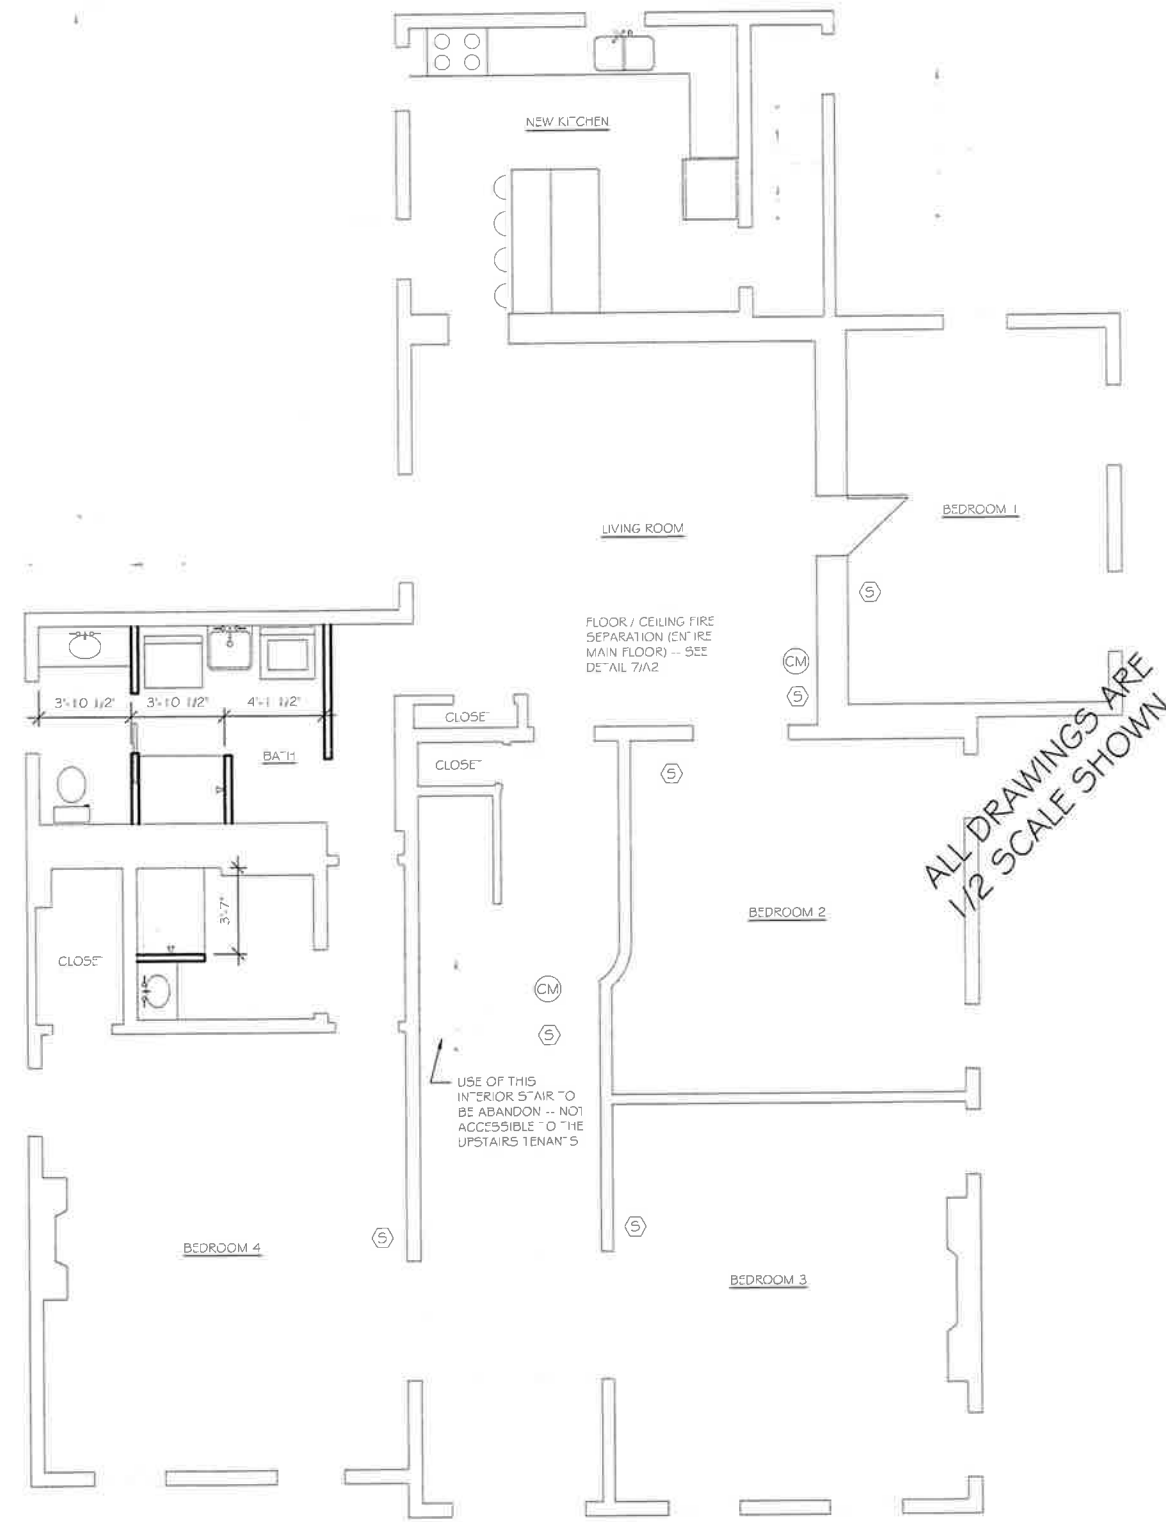 NEW KITCHEN
LIVING ROOM
BEDROOM 1
S
FLOOR / CEILING FIRE
SEPARATION (ENTIRE
MAIN FLOOR) -- SEE
DETAIL 7/A2
CM
S
ALL DRAWINGS ARE
1/2 SCALE SHOWN
3'-10 1/2"
3'-10 1/2"
4'-1 1/2"
BATH
CLOSET
CLOSET
S
BEDROOM 2
3'-7"
CLOSET
CM
S
USE OF THIS
INTERIOR STAIR TO
BE ABANDON -- NOT
ACCESSIBLE TO THE
UPSTAIRS TENANTS
S
S
BEDROOM 4
BEDROOM 3